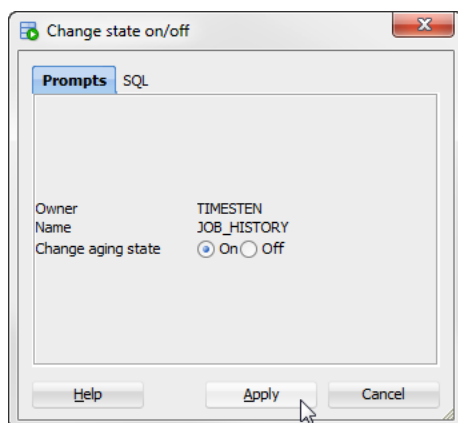 Change state on/off
Prompts SQL
Owner TIMESTEN
Name JOB_HISTORY
Change aging state On Off
Help Apply Cancel